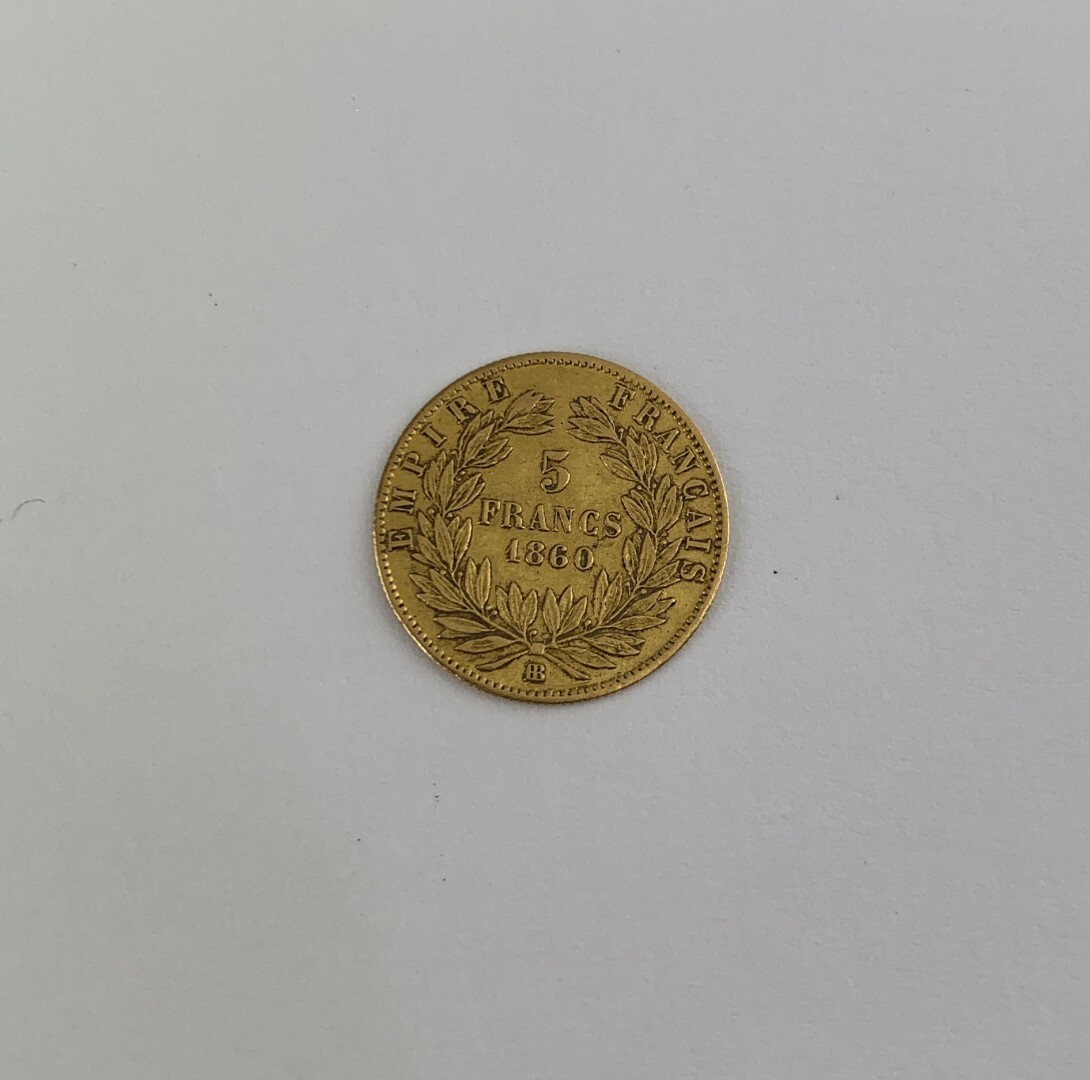 EMPIRE FRANÇAIS
5
FRANCS
1860
BB